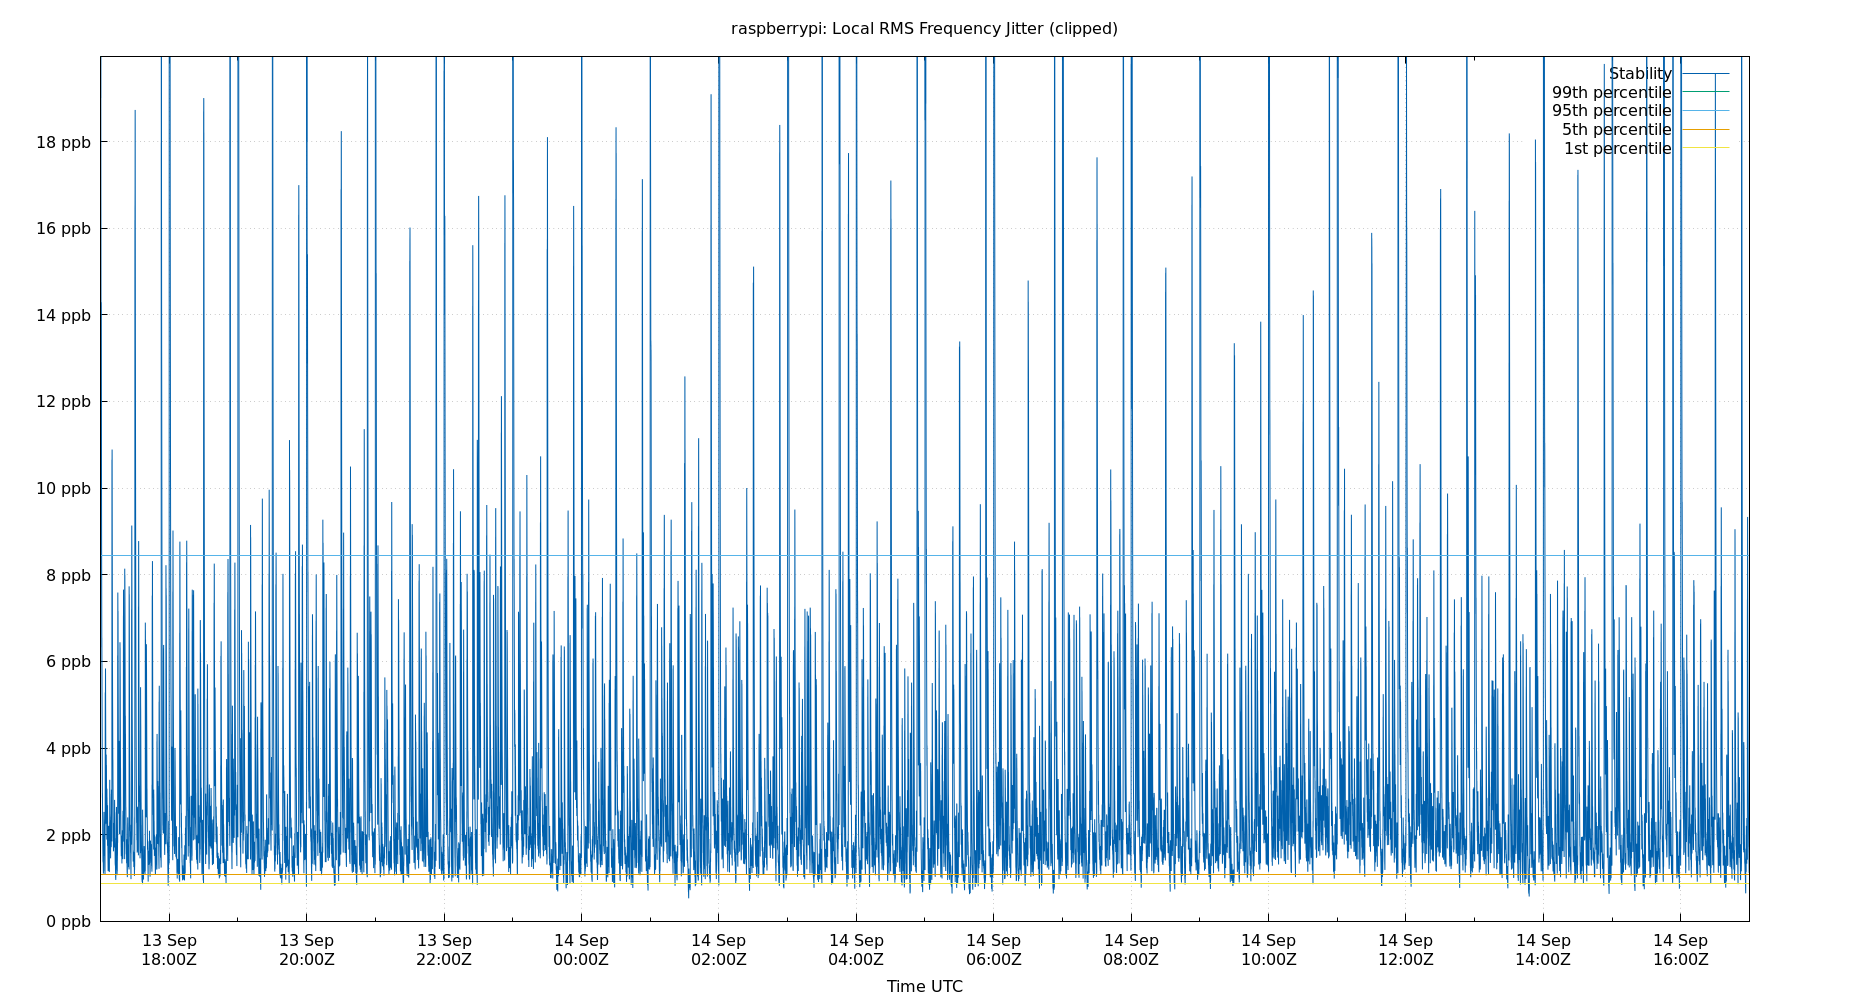 raspberrypi: Local RMS Frequency Jitter (clipped)
Stability
99th percentile
95th percentile
5th percentile
1st percentile
18 ppb
16 ppb
14 ppb
12 ppb
10 ppb
8 ppb
6 ppb
4 ppb
2 ppb
0 ppb
13 Sep 13 Sep 13 Sep 14 Sep 14 Sep 14 Sep 14 Sep 14 Sep 14 Sep 14 Sep 14 Sep 14 Sep
18:00Z 20:00Z 22:00Z 00:00Z 02:00Z 04:00Z 06:00Z 08:00Z 10:00Z 12:00Z 14:00Z 16:00Z
Time UTC